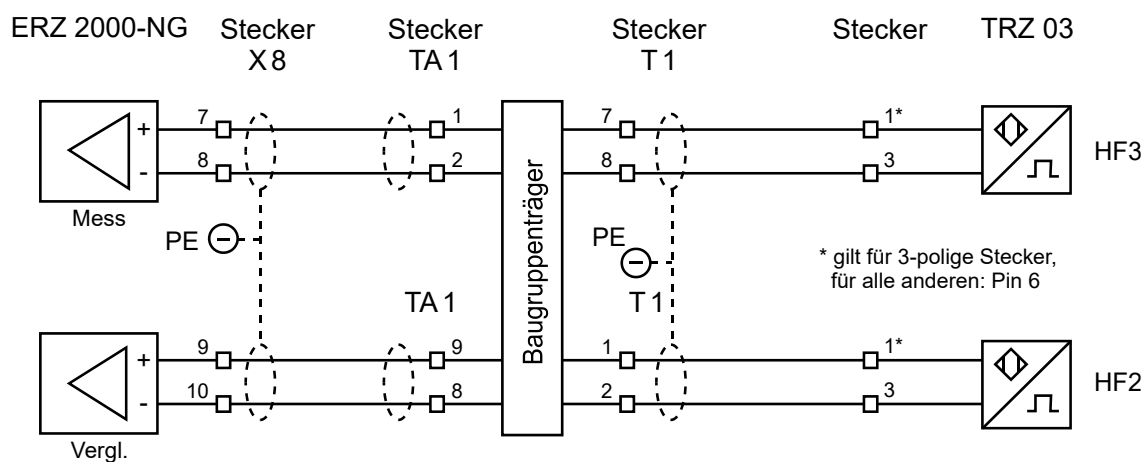 ERZ 2000-NG Stecker Stecker Stecker Stecker TRZ 03
X 8 TA 1 T 1
7 1 7 1*
+
8 2 8 3
-
HF3
Mess
PE PE
* gilt für 3-polige Stecker,
für alle anderen: Pin 6
Baugruppenträger
TA 1 T 1
9 9 1 1*
+
10 8 2 3
-
HF2
Vergl.